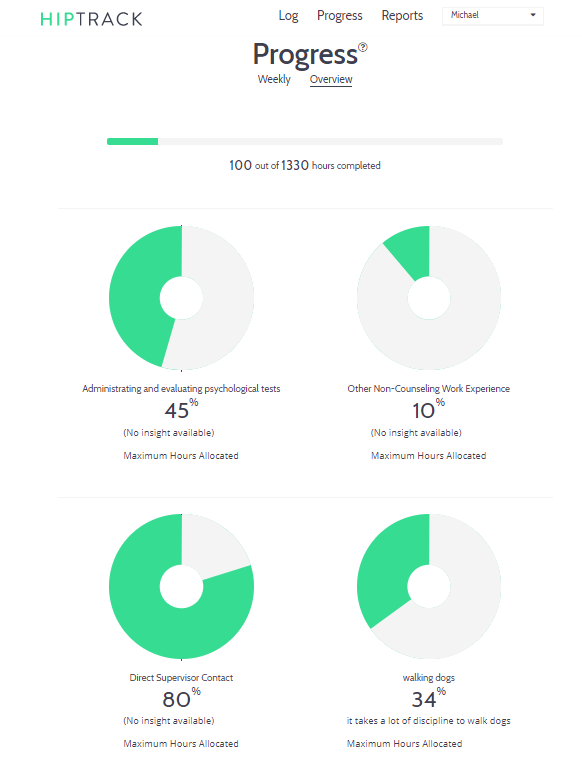 HIPTRACK Log Progress Reports Michael
Progress?
Weekly Overview
100 out of 1330 hours completed
Administrating and evaluating psychological tests
45%
(No insight available)
Maximum Hours Allocated
Other Non-Counseling Work Experience
10%
(No insight available)
Maximum Hours Allocated
Direct Supervisor Contact
80%
(No insight available)
Maximum Hours Allocated
walking dogs
34%
it takes a lot of discipline to walk dogs
Maximum Hours Allocated